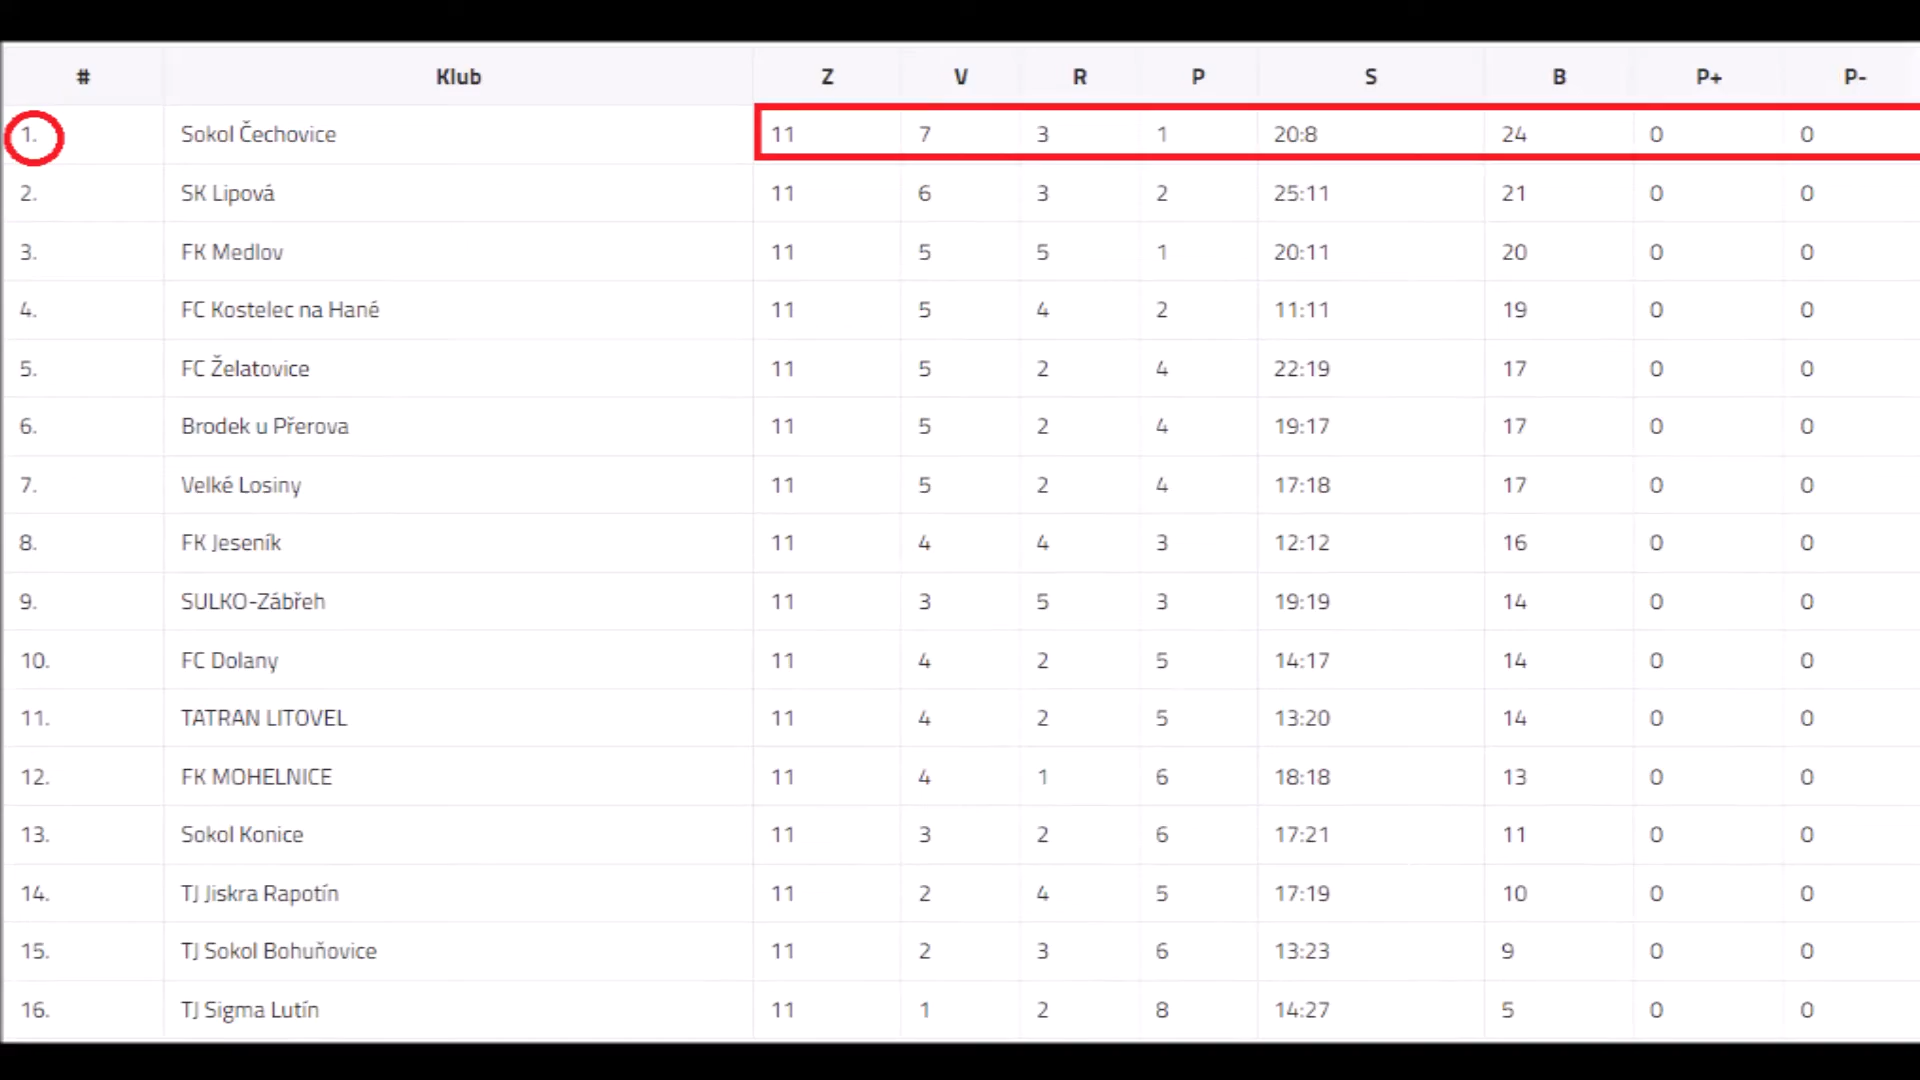 # Klub Z V R P S B P+ P-
1. Sokol Čechovice 11 7 3 1 20:8 24 0 0
2. SK Lipová 11 6 3 2 25:11 21 0 0
3. FK Medlov 11 5 5 1 20:11 20 0 0
4. FC Kostelec na Hané 11 5 4 2 11:11 19 0 0
5. FC Želatovice 11 5 2 4 22:19 17 0 0
6. Brodek u Přerova 11 5 2 4 19:17 17 0 0
7. Velké Losiny 11 5 2 4 17:18 17 0 0
8. FK Jeseník 11 4 4 3 12:12 16 0 0
9. SULKO-Zábřeh 11 3 5 3 19:19 14 0 0
10. FC Dolany 11 4 2 5 14:17 14 0 0
11. TATRAN LITOVEL 11 4 2 5 13:20 14 0 0
12. FK MOHELNICE 11 4 1 6 18:18 13 0 0
13. Sokol Konice 11 3 2 6 17:21 11 0 0
14. TJ Jiskra Rapotín 11 2 4 5 17:19 10 0 0
15. TJ Sokol Bohuňovice 11 2 3 6 13:23 9 0 0
16. TJ Sigma Lutín 11 1 2 8 14:27 5 0 0